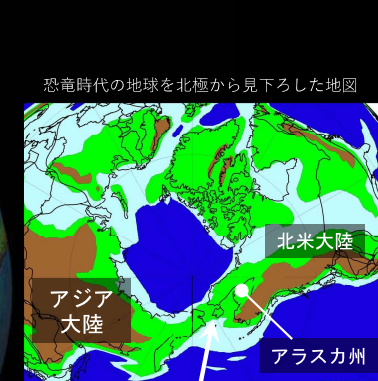 恐竜時代の地球を北極から見下ろした地図
北米大陸
アジア
大陸
アラスカ州